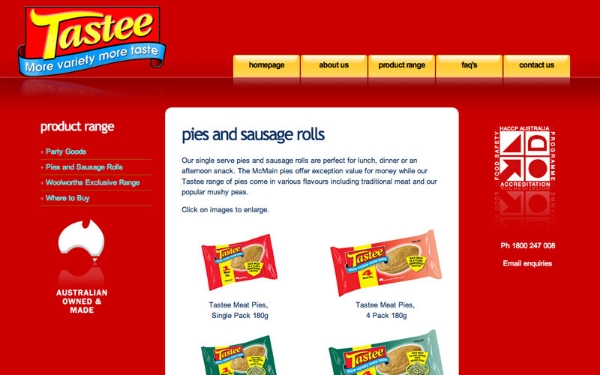 Tastee
More variety more taste
homepage
about us
product range
faq's
contact us
product range
Party Goods
Pies and Sausage Rolls
Woolworths Exclusive Range
Where to Buy
AUSTRALIAN
OWNED &
MADE
pies and sausage rolls
Our single serve pies and sausage rolls are perfect for lunch, dinner or an
afternoon snack. The McMain pies offer exception value for money while our
Tastee range of pies come in various flavours including traditional meat and our
popular mushy peas.
Click on images to enlarge.
Tastee
Tastee
4
Tastee Meat Pies,
Single Pack 180g
Tastee Meat Pies,
4 Pack 180g
Tastee
Tastee
4
HACCP AUSTRALIA
FOOD SAFETY
PROGRAMME
ACCREDITATION
Ph 1800 247 008
Email enquiries